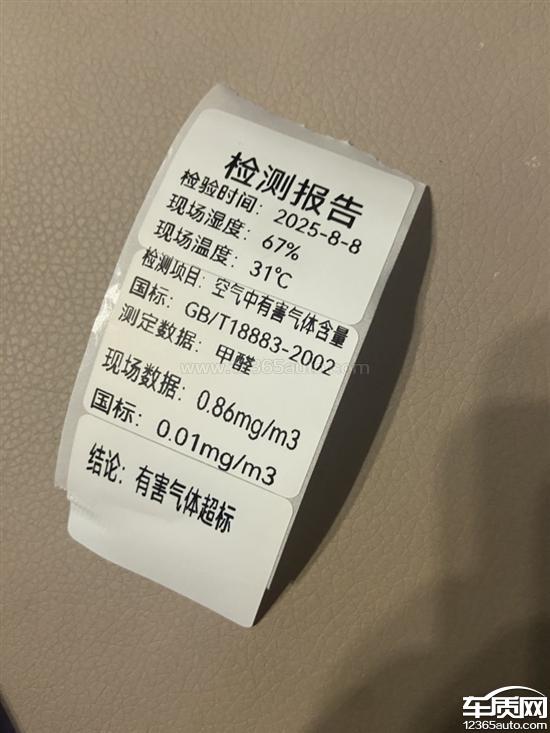 检测报告
检验时间：2025-8-8
现场湿度：67%
现场温度：31℃
检测项目：空气中有害气体含量
国标：GB/T18883-2002
测定数据：甲醛
现场数据：0.86mg/m3
国标：0.01mg/m3
结论：有害气体超标
www.12365auto.com
车质网
12365auto.com